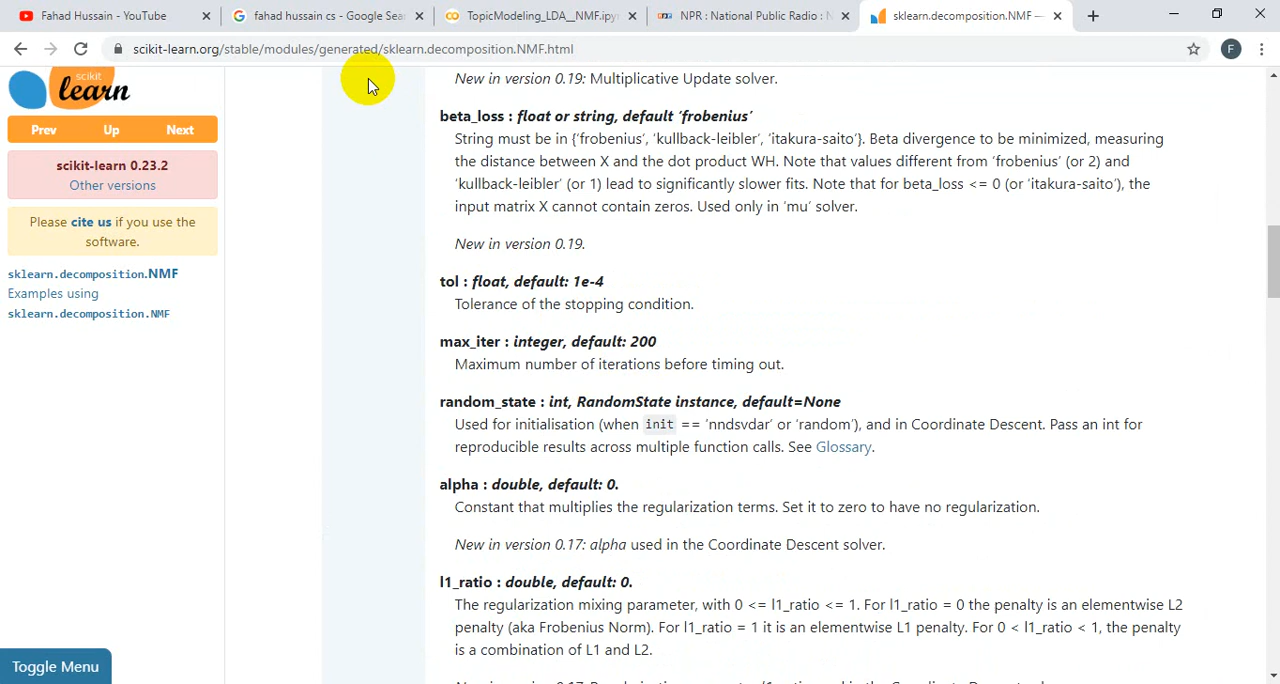 Fahad Hussain - YouTube
fahad hussain cs - Google Sea
TopicModeling_LDA__NMF.ipyn
NPR : National Public Radio : N
sklearn.decomposition.NMF —
scikit-learn.org/stable/modules/generated/sklearn.decomposition.NMF.html
F
scikit
learn
Prev Up Next
scikit-learn 0.23.2
Other versions
Please cite us if you use the
software.
sklearn.decomposition.NMF
Examples using
sklearn.decomposition.NMF
Toggle Menu
New in version 0.19: Multiplicative Update solver.
beta_loss : float or string, default 'frobenius'
String must be in {'frobenius', 'kullback-leibler', 'itakura-saito'}. Beta divergence to be minimized, measuring
the distance between X and the dot product WH. Note that values different from 'frobenius' (or 2) and
'kullback-leibler' (or 1) lead to significantly slower fits. Note that for beta_loss <= 0 (or 'itakura-saito'), the
input matrix X cannot contain zeros. Used only in 'mu' solver.
New in version 0.19.
tol : float, default: 1e-4
Tolerance of the stopping condition.
max_iter : integer, default: 200
Maximum number of iterations before timing out.
random_state : int, RandomState instance, default=None
Used for initialisation (when init == 'nndsvdar' or 'random'), and in Coordinate Descent. Pass an int for
reproducible results across multiple function calls. See Glossary.
alpha : double, default: 0.
Constant that multiplies the regularization terms. Set it to zero to have no regularization.
New in version 0.17: alpha used in the Coordinate Descent solver.
l1_ratio : double, default: 0.
The regularization mixing parameter, with 0 <= l1_ratio <= 1. For l1_ratio = 0 the penalty is an elementwise L2
penalty (aka Frobenius Norm). For l1_ratio = 1 it is an elementwise L1 penalty. For 0 < l1_ratio < 1, the penalty
is a combination of L1 and L2.